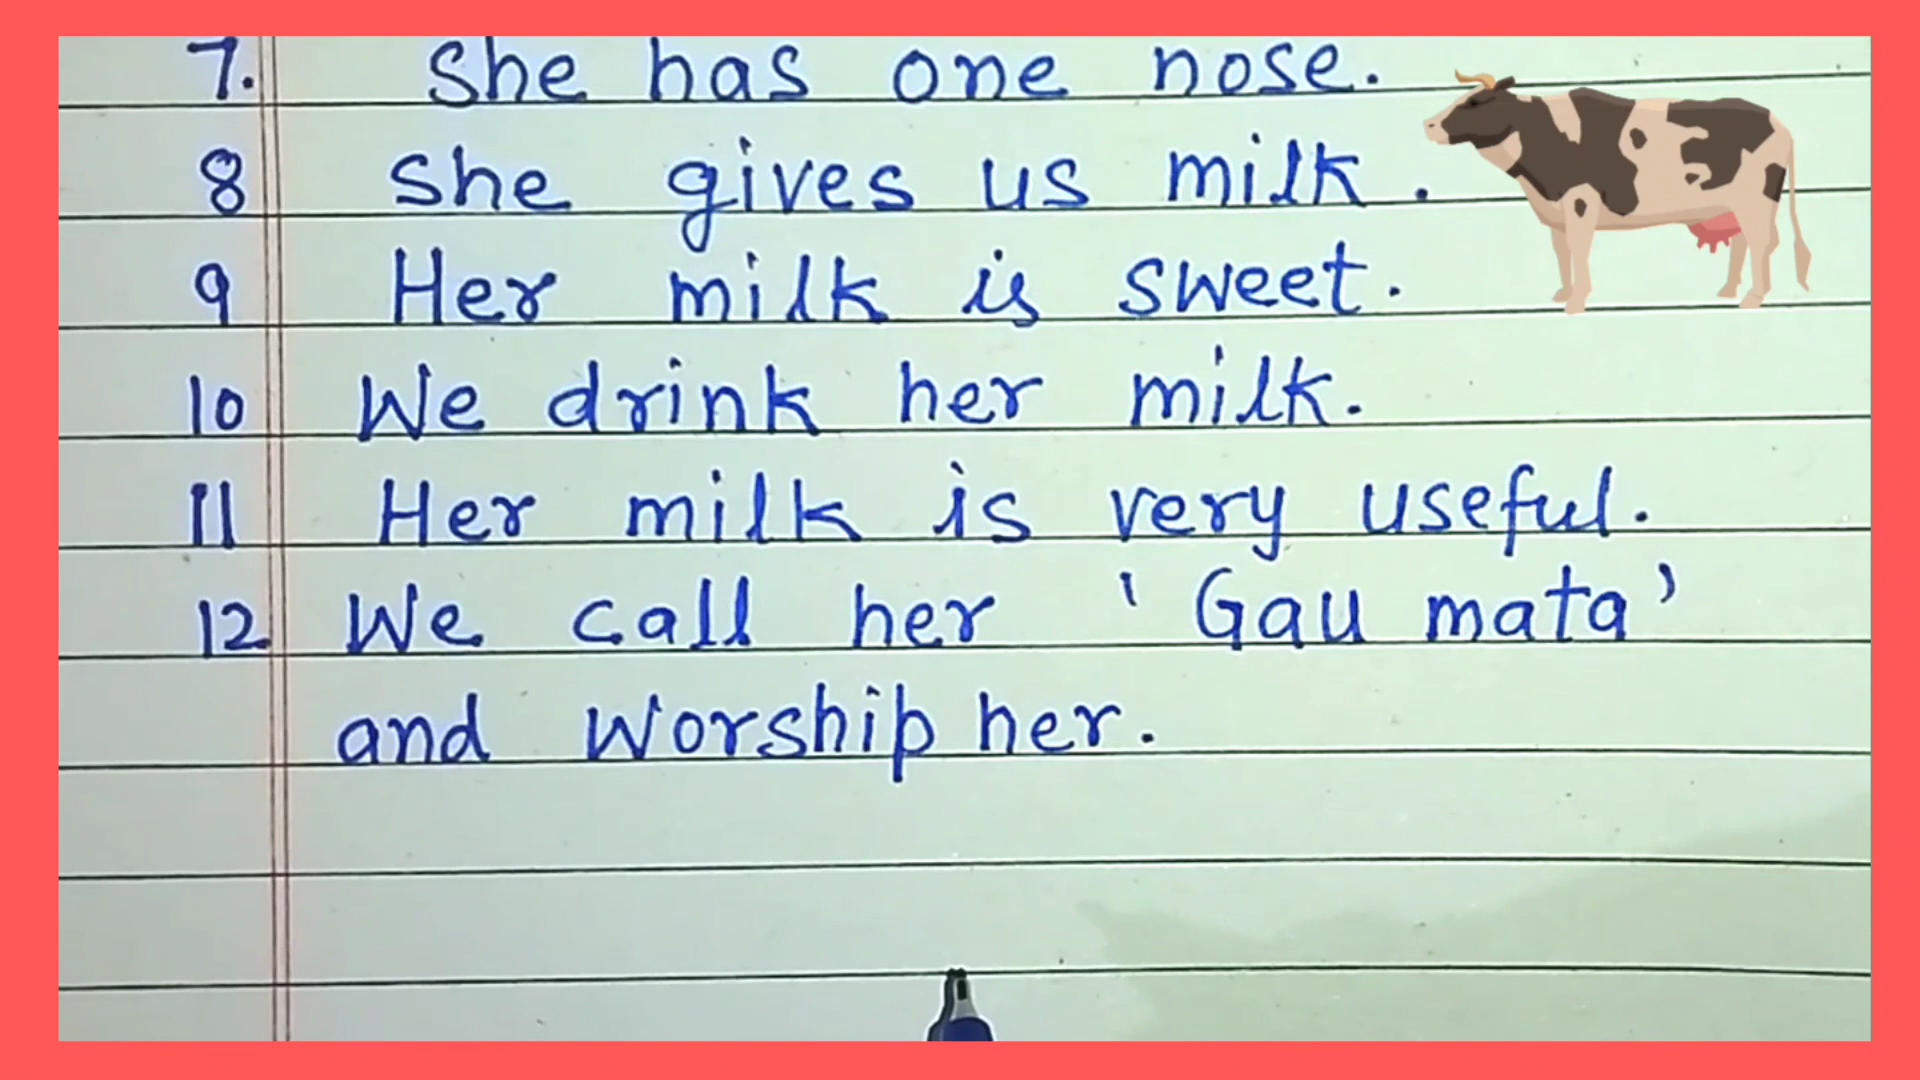 7. She has one nose.
8 She gives us milk.
9 Her milk is sweet.
10 We drink her milk.
11 Her milk is very useful.
12 We call her 'Gau mata'
and worship her.